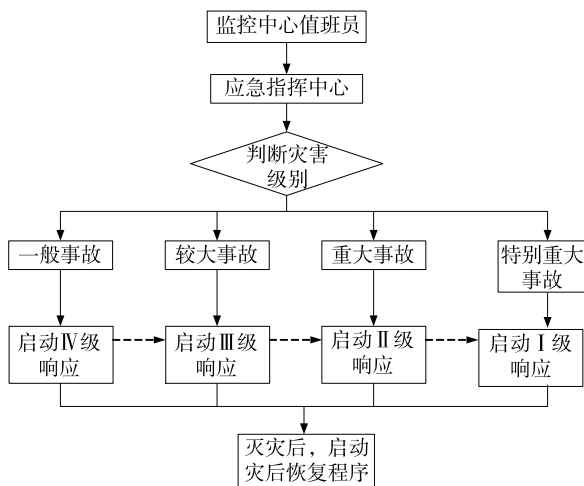 监控中心值班员
应急指挥中心
判断灾害
级别
一般事故
较大事故
重大事故
特别重大
事故
启动Ⅳ级
响应
启动Ⅲ级
响应
启动Ⅱ级
响应
启动Ⅰ级
响应
灭灾后，启动
灾后恢复程序